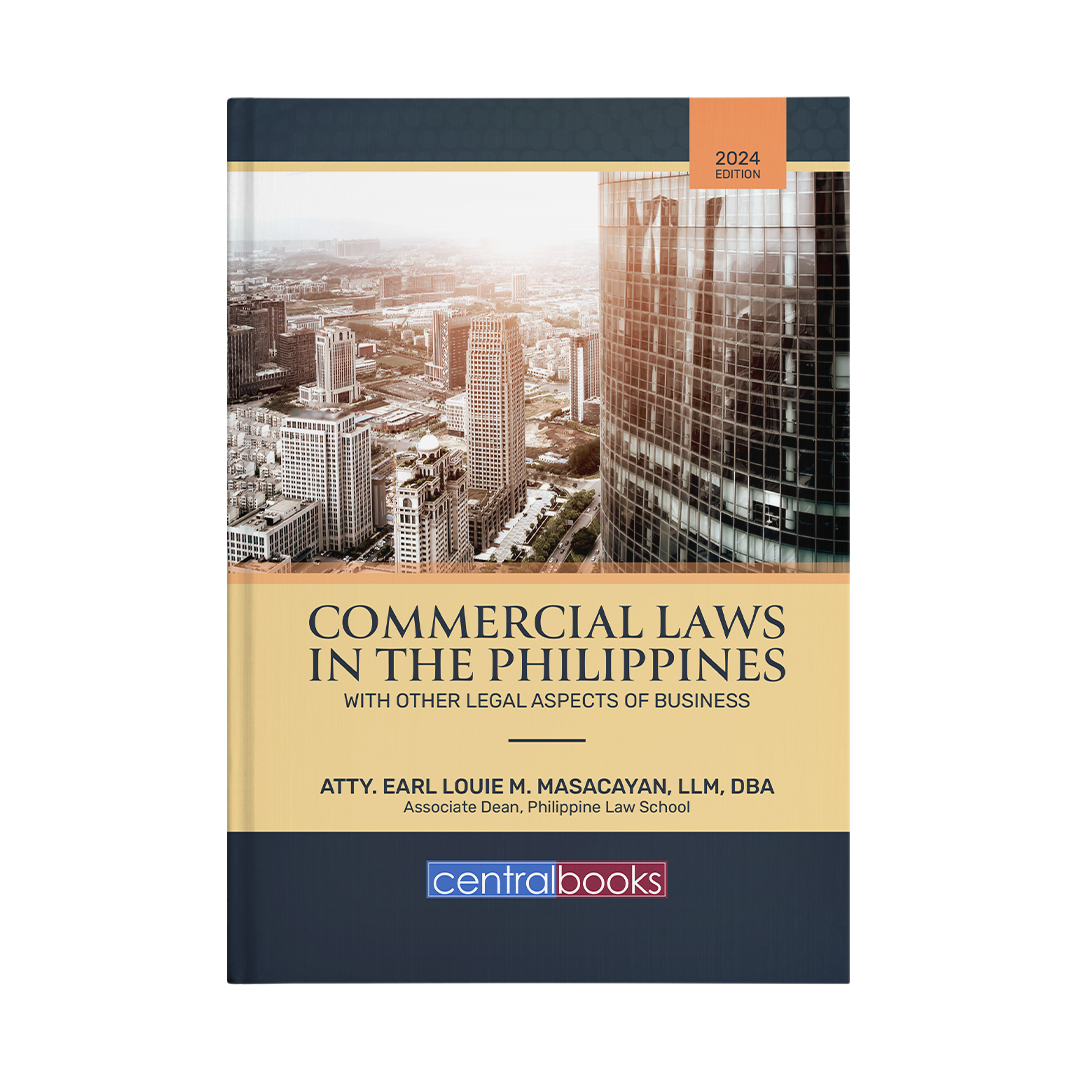 2024
EDITION
COMMERCIAL LAWS
IN THE PHILIPPINES
WITH OTHER LEGAL ASPECTS OF BUSINESS
ATTY. EARL LOUIE M. MASACAYAN, LLM, DBA
Associate Dean, Philippine Law School
centralbooks